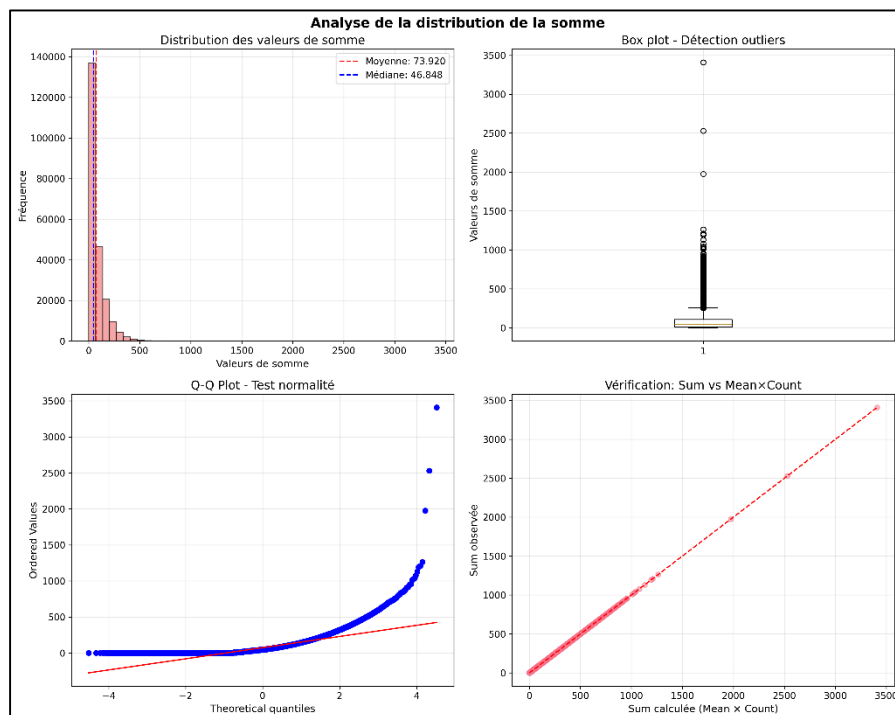 Analyse de la distribution de la somme
Distribution des valeurs de somme
Moyenne: 73.920
Médiane: 46.848
140000
120000
100000
80000
60000
40000
20000
0
Fréquence
0 500 1000 1500 2000 2500 3000 3500
Valeurs de somme
Box plot - Détection outliers
3500
3000
2500
2000
1500
1000
500
0
Valeurs de somme
1
Q-Q Plot - Test normalité
3500
3000
2500
2000
1500
1000
500
0
Ordered Values
−4 −2 0 2 4
Theoretical quantiles
Vérification: Sum vs Mean×Count
3500
3000
2500
2000
1500
1000
500
0
Sum observée
0 500 1000 1500 2000 2500 3000 3500
Sum calculée (Mean × Count)